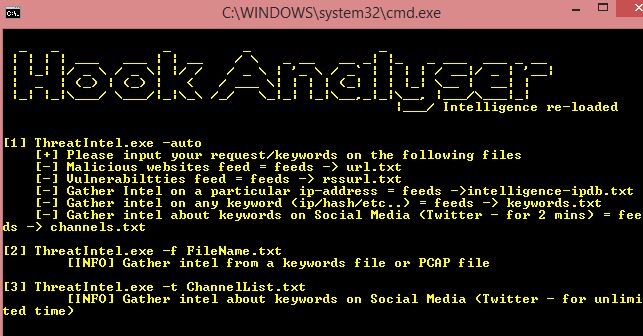 C:\WINDOWS\system32\cmd.exe
Hook Analyser
Intelligence re-loaded
[1] ThreatIntel.exe -auto
[+] Please input your request/keywords on the following files
[-] Malicious websites feed = feeds -> url.txt
[-] Vulnerabiltties feed = feeds -> rssurl.txt
[-] Gather Intel on a particular ip-address = feeds ->intelligence-ipdb.txt
[-] Gather intel on any keyword (ip/hash/etc..) = feeds -> keywords.txt
[-] Gather intel about keywords on Social Media (Twitter - for 2 mins) = fee
ds -> channels.txt
[2] ThreatIntel.exe -f FileName.txt
[INFO] Gather intel from a keywords file or PCAP file
[3] ThreatIntel.exe -t ChannelList.txt
[INFO] Gather intel about keywords on Social Media (Twitter - for unlimi
ted time)